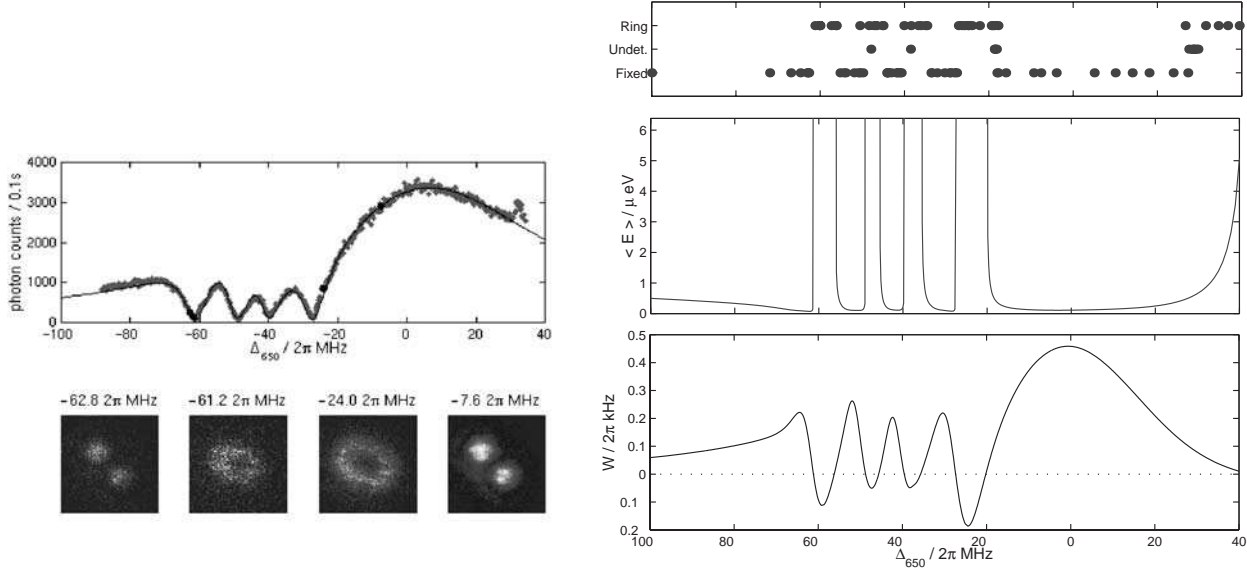 4000
3000
2000
1000
0
photon counts / 0.1s
−100 −80 −60 −40 −20 0 20 40
Δ650 / 2π MHz
−62.8 2π MHz −61.2 2π MHz −24.0 2π MHz −7.6 2π MHz
Ring
Undet.
Fixed
6
5
4
3
2
1
0
< E > / μ eV
0.5
0.4
0.3
0.2
0.1
0
0.1
0.2
W / 2π kHz
100 80 60 40 20 0 20 40
Δ650 / 2π MHz